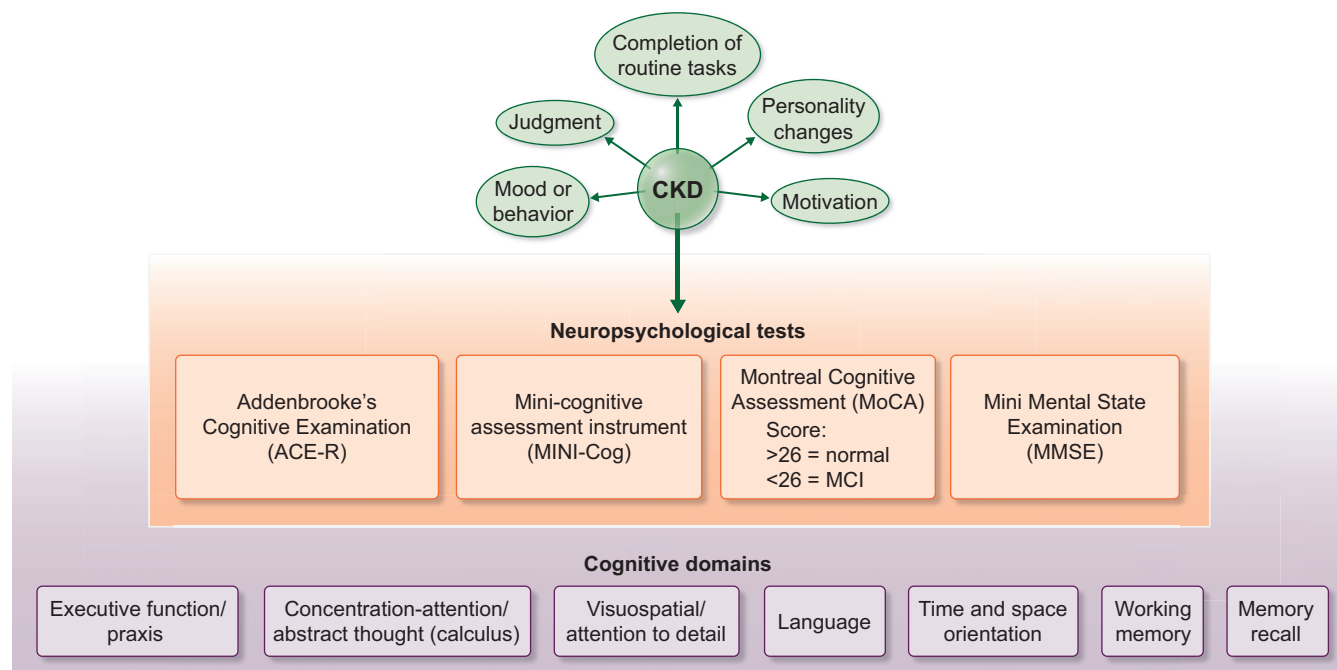 Completion of
routine tasks
Judgment
Personality
changes
Mood or
behavior
CKD
Motivation
Neuropsychological tests
Addenbrooke's
Cognitive Examination
(ACE-R)
Mini-cognitive
assessment instrument
(MINI-Cog)
Montreal Cognitive
Assessment (MoCA)
Score:
>26 = normal
<26 = MCI
Mini Mental State
Examination
(MMSE)
Cognitive domains
Executive function/
praxis
Concentration-attention/
abstract thought (calculus)
Visuospatial/
attention to detail
Language
Time and space
orientation
Working
memory
Memory
recall